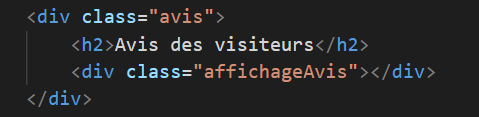 <div class="avis">
<h2>Avis des visiteurs</h2>
<div class="affichageAvis"></div>
</div>